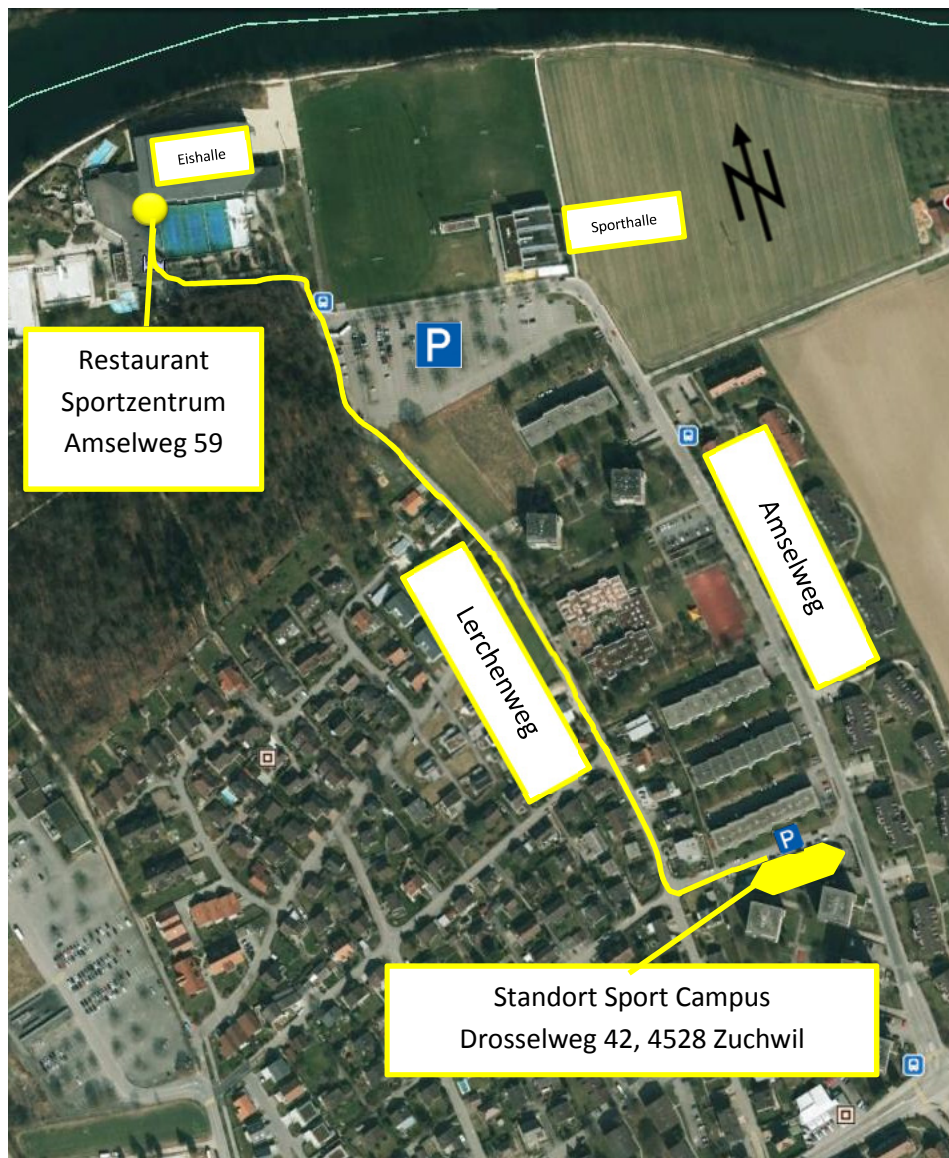 Eishalle
Sporthalle
P
Restaurant
Sportzentrum
Amselweg 59
Amselweg
Lerchenweg
P
Standort Sport Campus
Drosselweg 42, 4528 Zuchwil
N